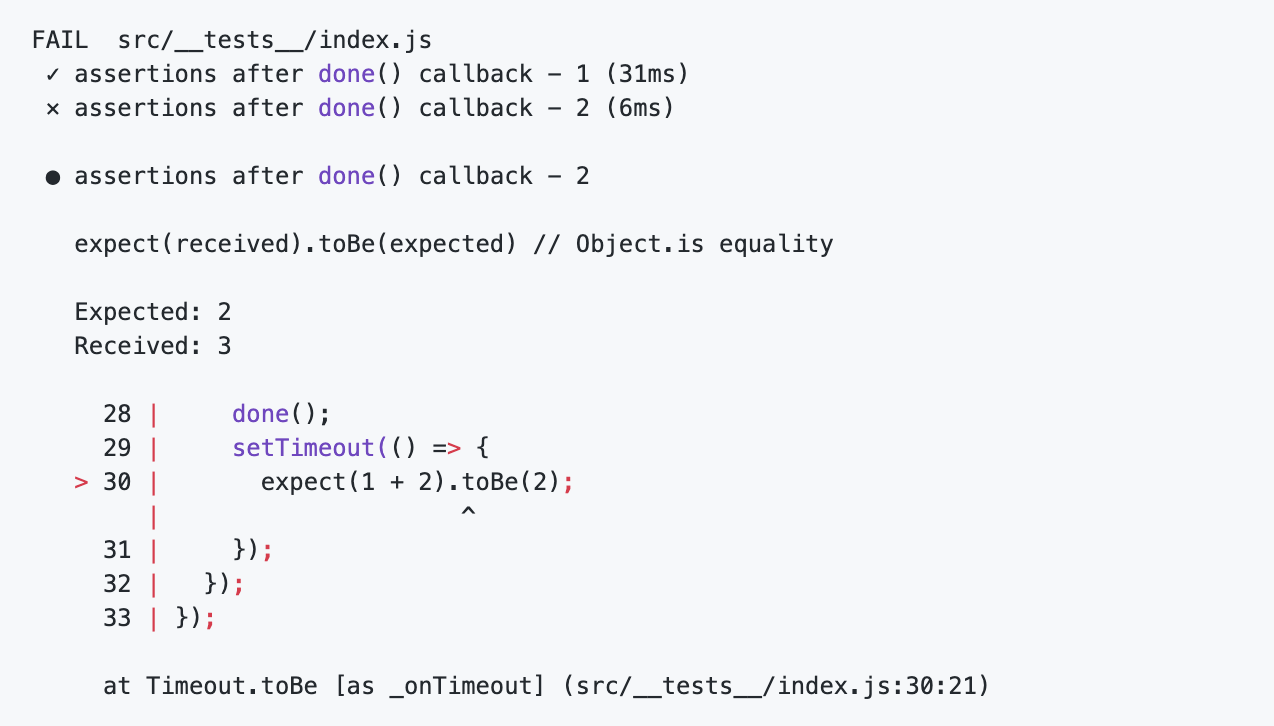 FAIL  src/__tests__/index.js
 ✓ assertions after done() callback – 1 (31ms)
 × assertions after done() callback – 2 (6ms)
 ● assertions after done() callback – 2
   expect(received).toBe(expected) // Object.is equality
   Expected: 2
   Received: 3
     28 |     done();
     29 |     setTimeout(() => {
   > 30 |       expect(1 + 2).toBe(2);
        |                     ^
     31 |     });
     32 |   });
     33 | });
     at Timeout.toBe [as _onTimeout] (src/__tests__/index.js:30:21)